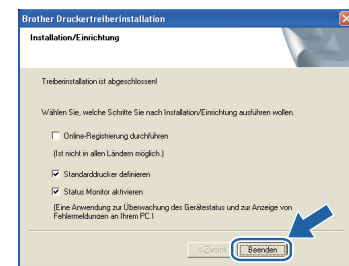 Brother Druckertreiberinstallation
Installation/Einrichtung
Treiberinstallation ist abgeschlossen!
Wählen Sie, welche Schritte Sie nach Installation/Einrichtung ausführen wollen.
Online-Registrierung durchführen
(Ist nicht in allen Ländern möglich.)
Standarddrucker definieren
Status Monitor aktivieren
(Eine Anwendung zur Überwachung des Gerätestatus und zur Anzeige von
Fehlermeldungen an Ihrem PC.)
< Zurück Beenden